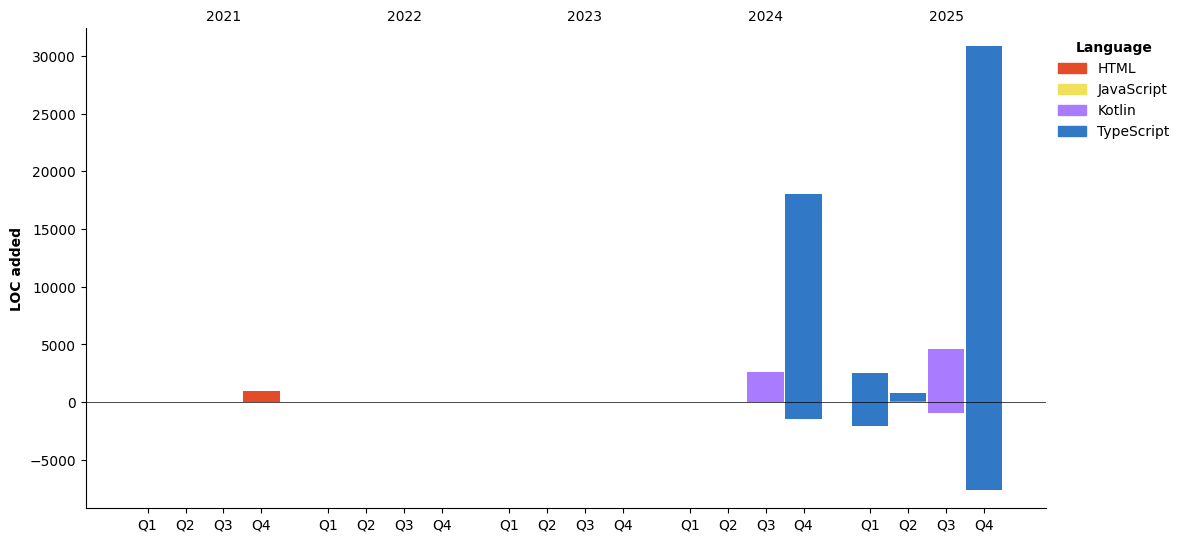 2021 2022 2023 2024 2025
Language
HTML
JavaScript
Kotlin
TypeScript
LOC added
30000
25000
20000
15000
10000
5000
0
−5000
Q1 Q2 Q3 Q4 Q1 Q2 Q3 Q4 Q1 Q2 Q3 Q4 Q1 Q2 Q3 Q4 Q1 Q2 Q3 Q4